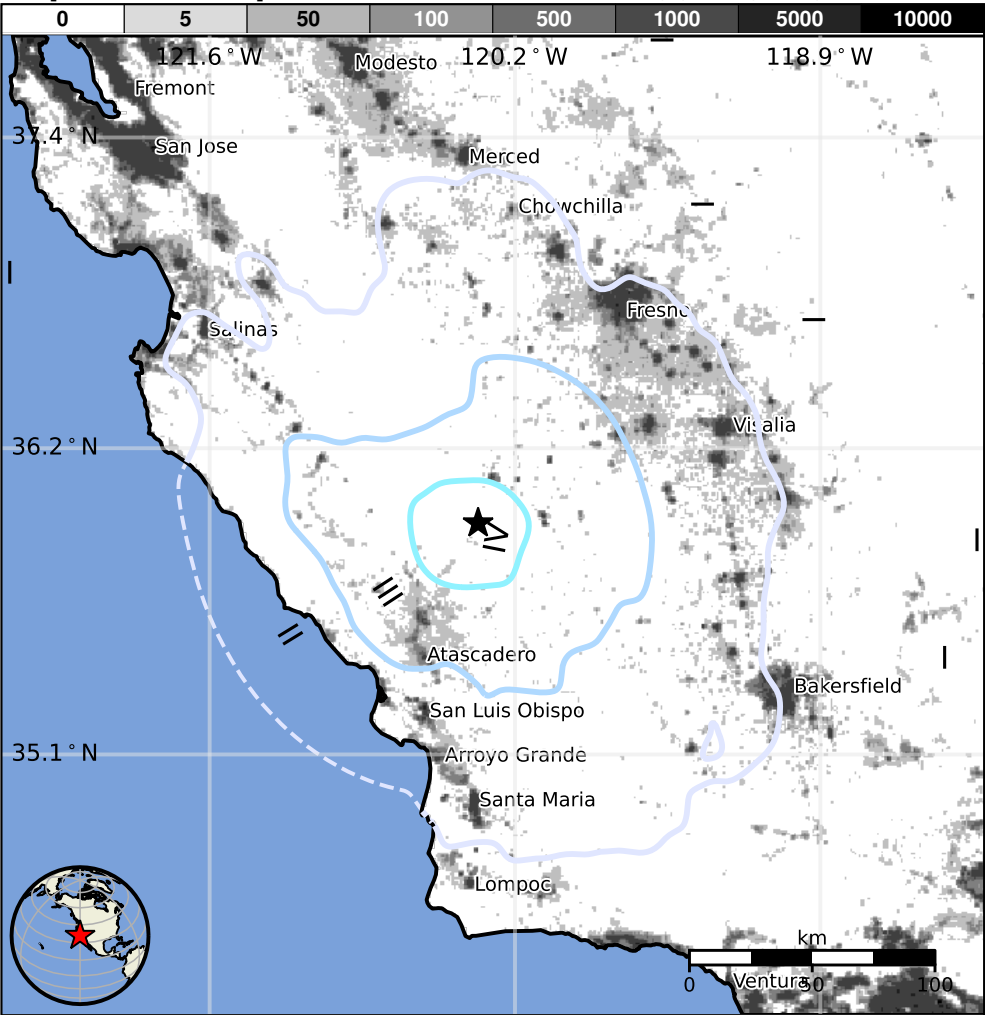 0 5 50 100 500 1000 5000 10000
121.6°W 120.2°W 118.9°W
Modesto
Fremont
37.4°N
San Jose
Merced
Chowchilla
Fresno
Salinas
Visalia
36.2°N
Atascadero
Bakersfield
San Luis Obispo
35.1°N
Arroyo Grande
Santa Maria
Lompoc
km
0 50 100
Ventura